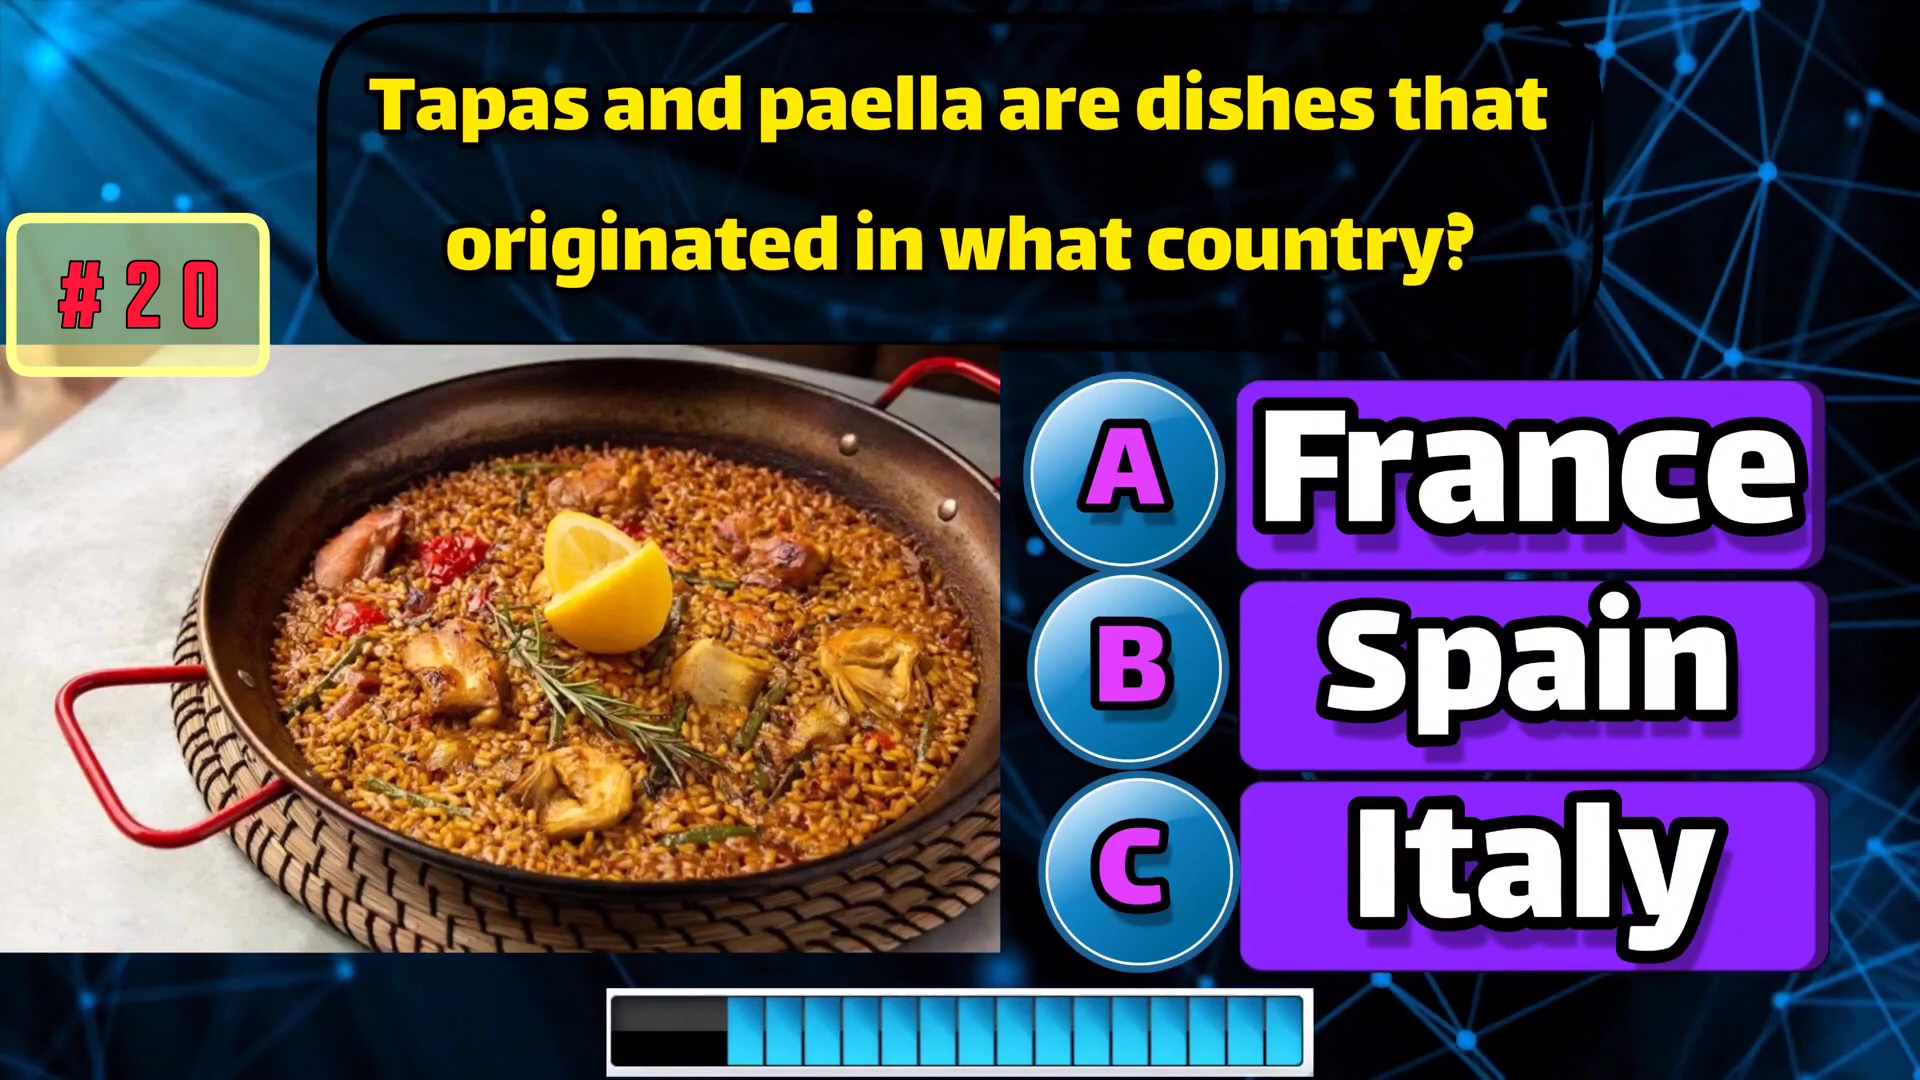 Tapas and paella are dishes that
originated in what country?
#20
A France
B Spain
C Italy